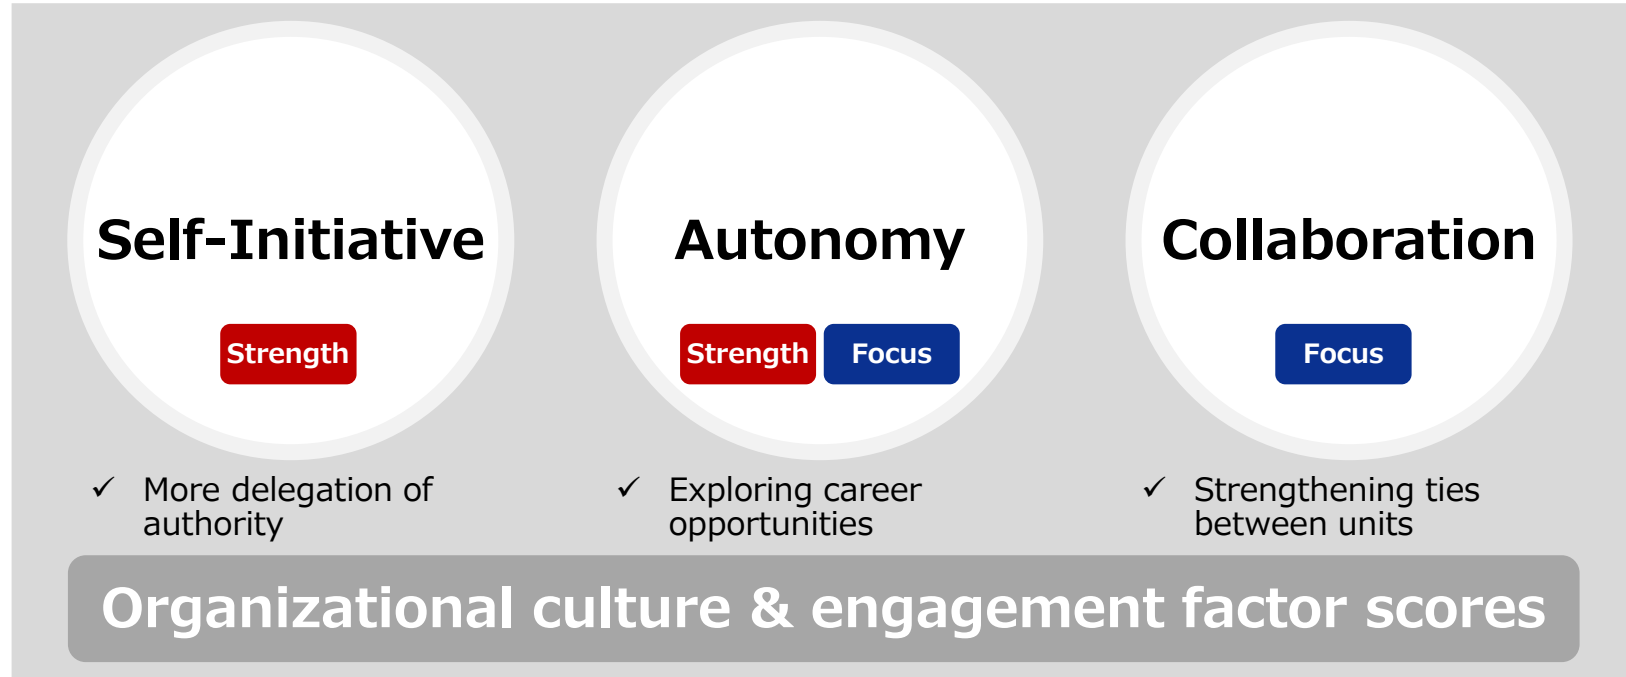 Self-Initiative
Autonomy
Collaboration
Strength
Strength
Focus
Focus
✓ More delegation of
authority
✓ Exploring career
opportunities
✓ Strengthening ties
between units
Organizational culture & engagement factor scores